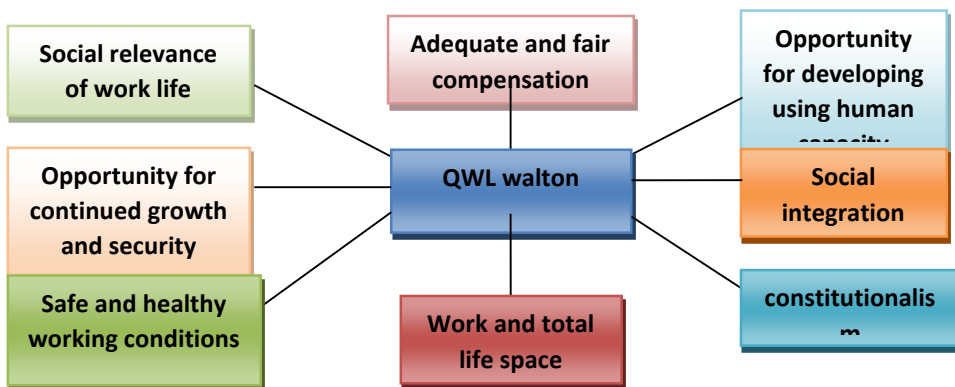 Social relevance
of work life
Adequate and fair
compensation
Opportunity
for developing
using human
capacity
Opportunity for
continued growth
and security
QWL walton
Social
integration
Safe and healthy
working conditions
Work and total
life space
constitutionalis
m